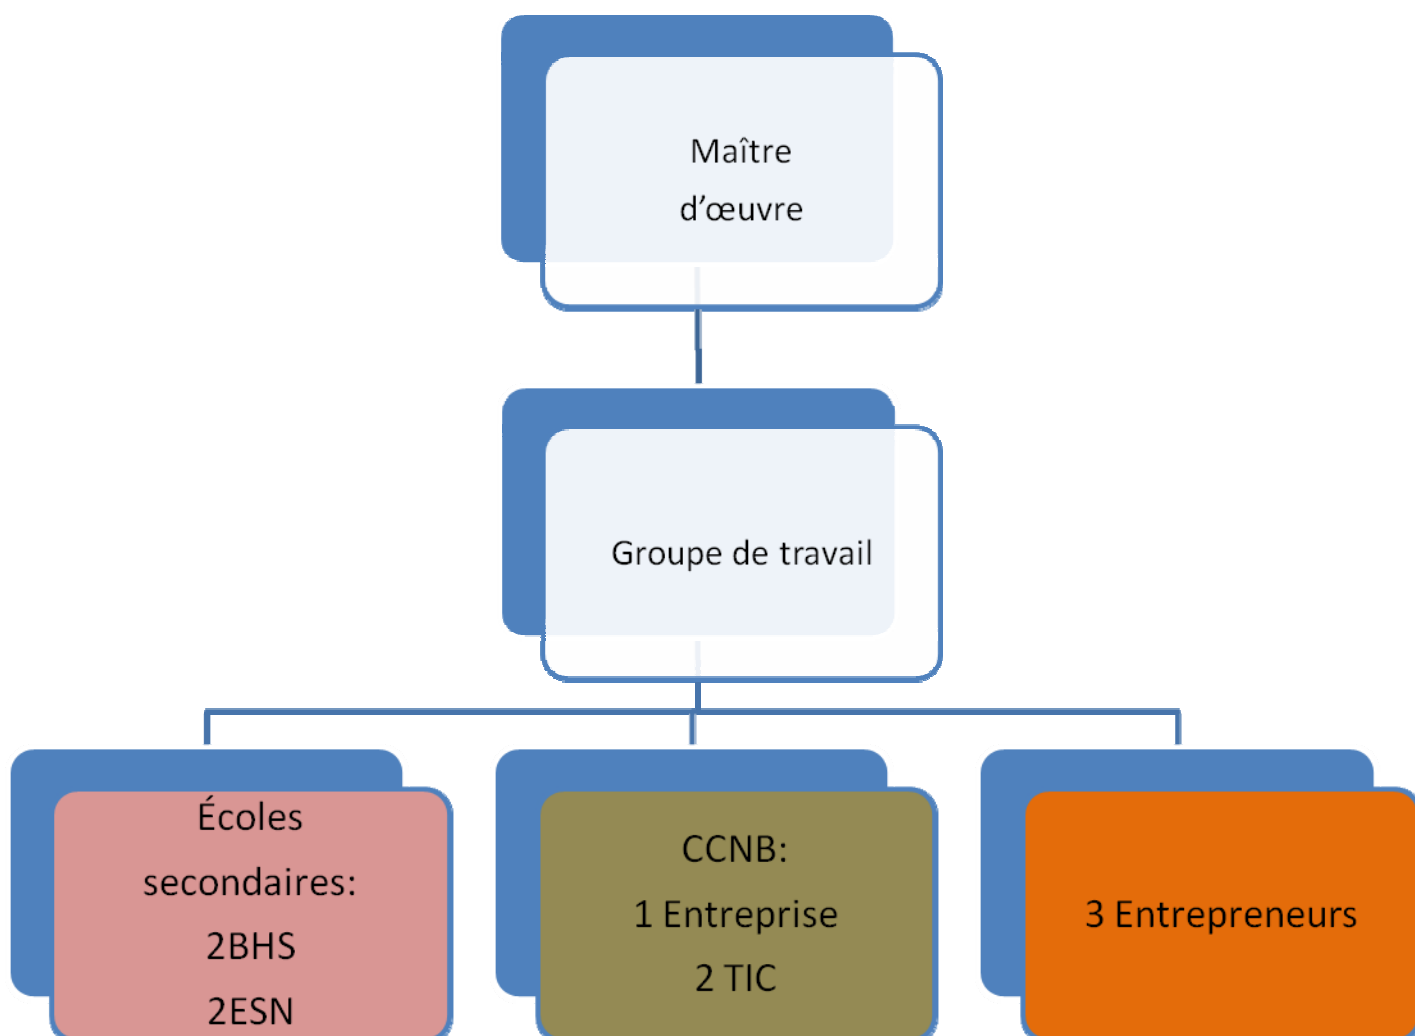 Maître
d’œuvre
Groupe de travail
Écoles
secondaires:
2BHS
2ESN
CCNB:
1 Entreprise
2 TIC
3 Entrepreneurs